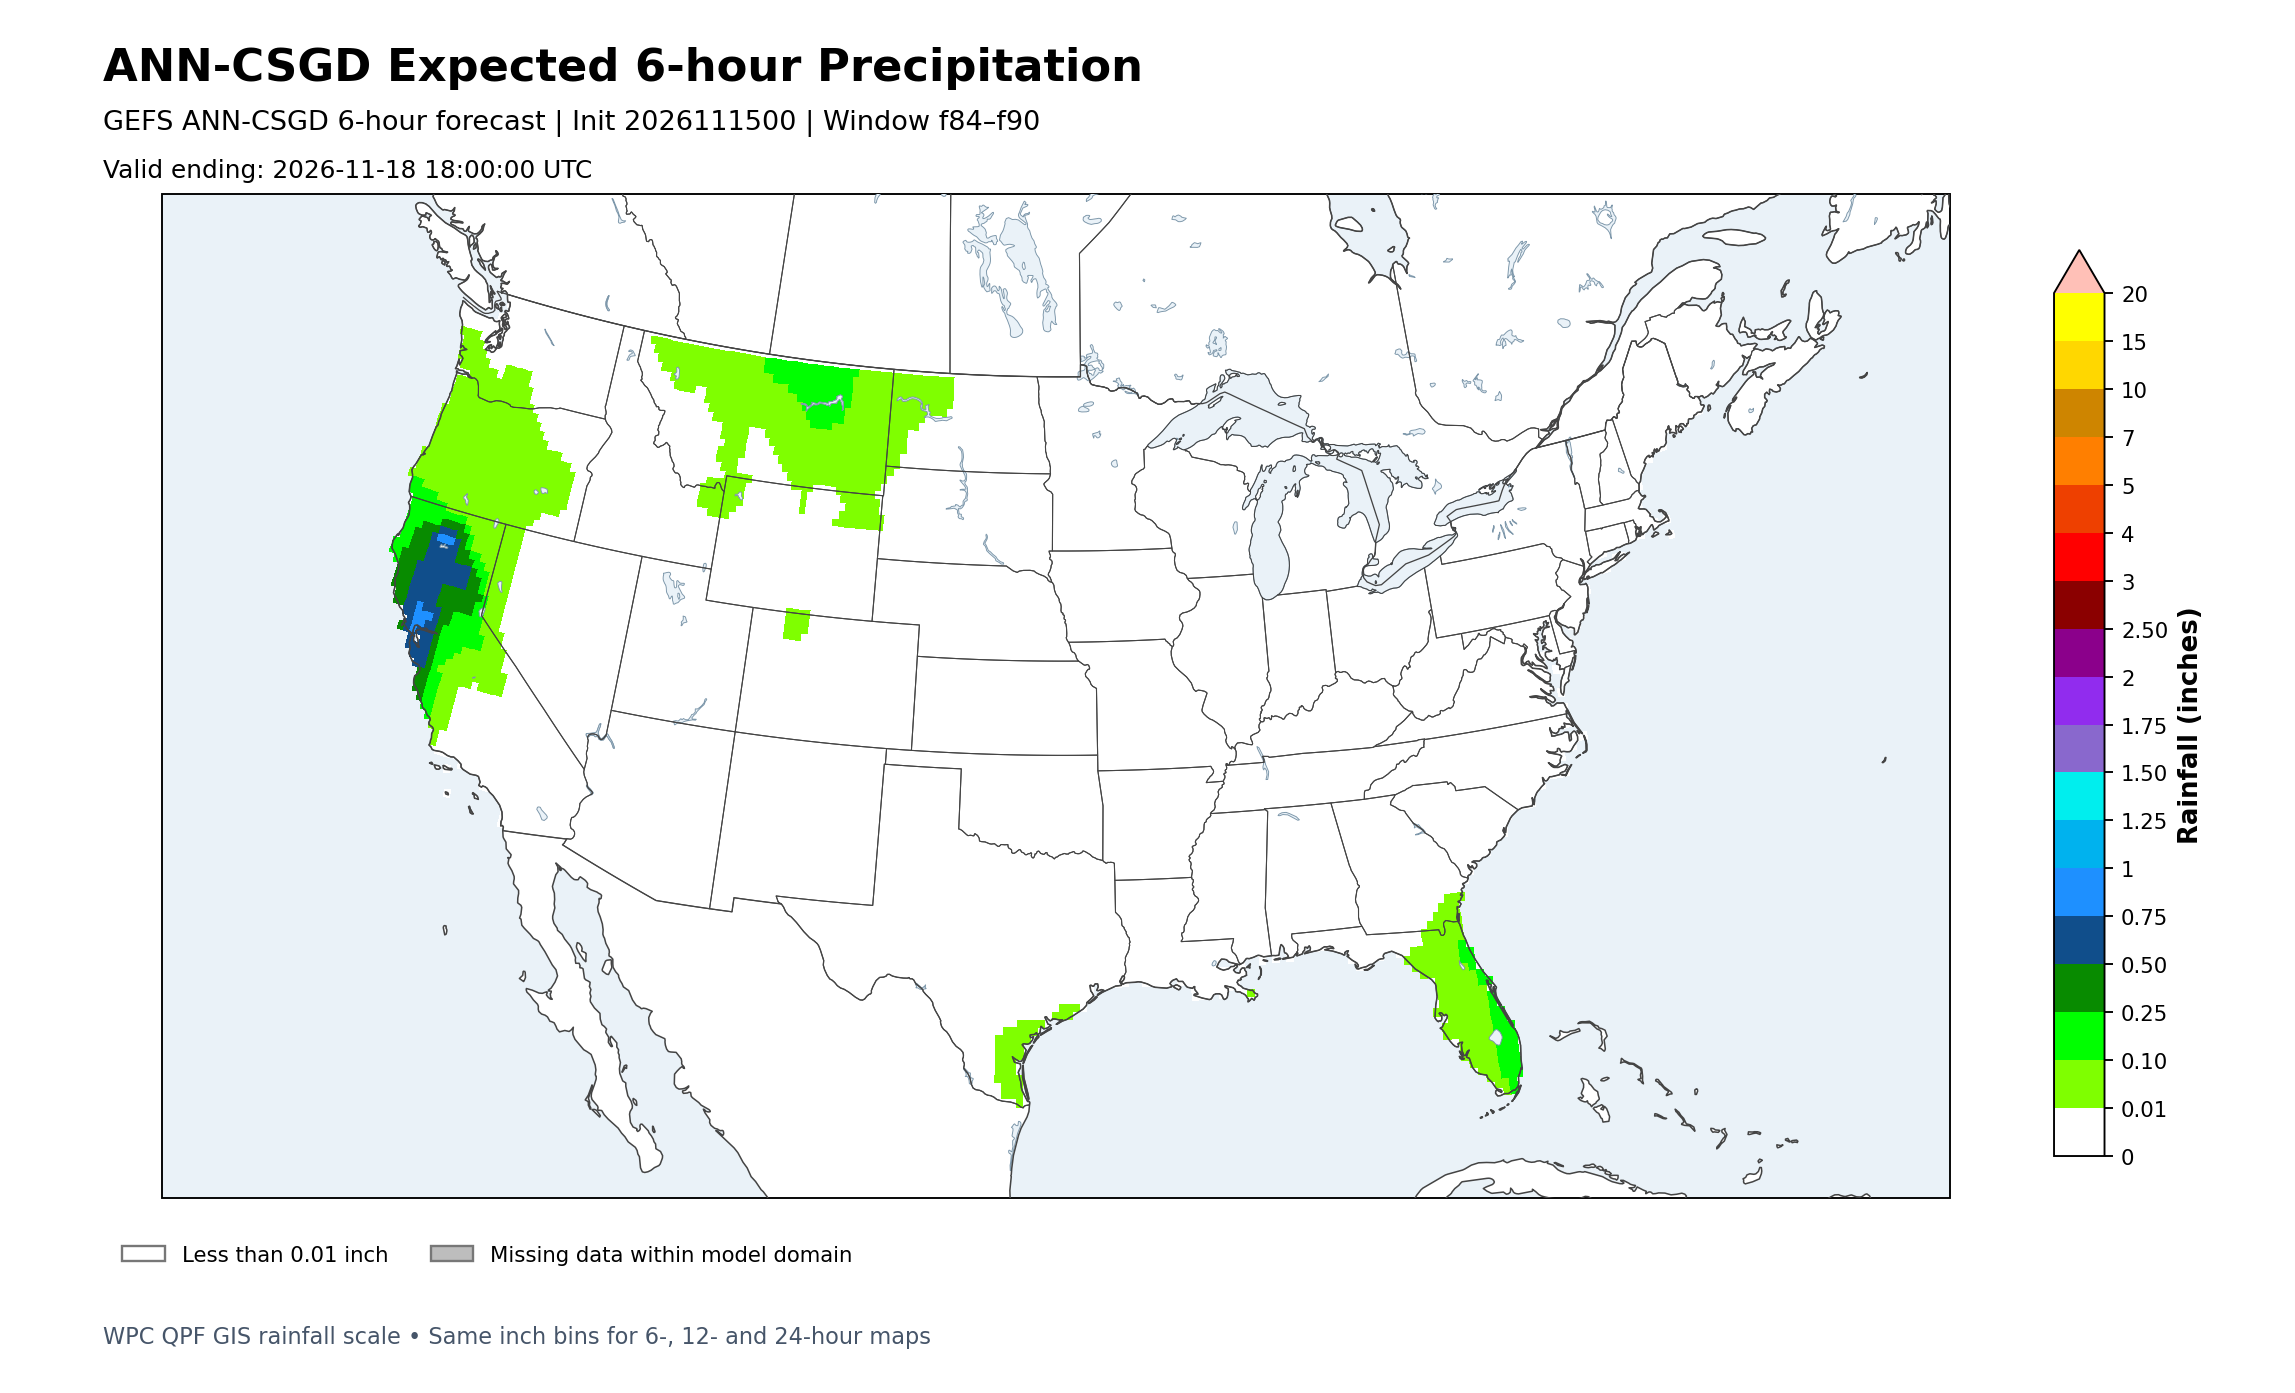 ANN-CSGD Expected 6-hour Precipitation
GEFS ANN-CSGD 6-hour forecast | Init 2026111500 | Window f84–f90
Valid ending: 2026-11-18 18:00:00 UTC
20
15
10
7
5
4
3
2.50
2
1.75
1.50
1.25
1
0.75
0.50
0.25
0.10
0.01
0
Rainfall (inches)
Less than 0.01 inch
Missing data within model domain
WPC QPF GIS rainfall scale • Same inch bins for 6-, 12- and 24-hour maps